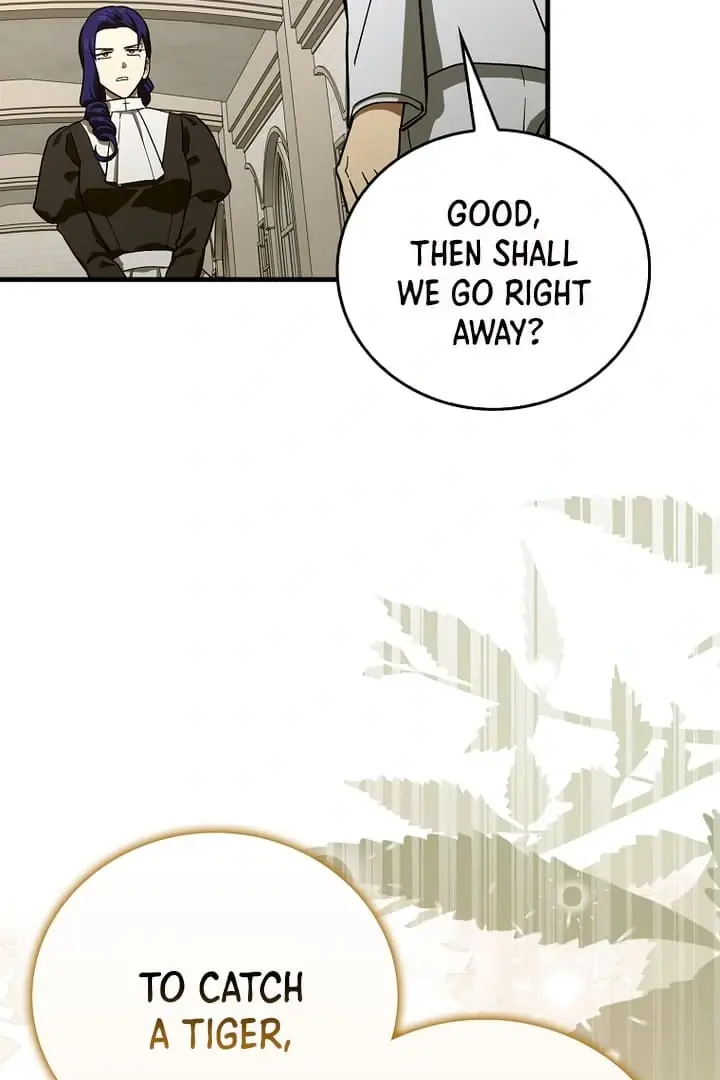 GOOD,
THEN SHALL
WE GO RIGHT
AWAY?
TO CATCH
A TIGER,